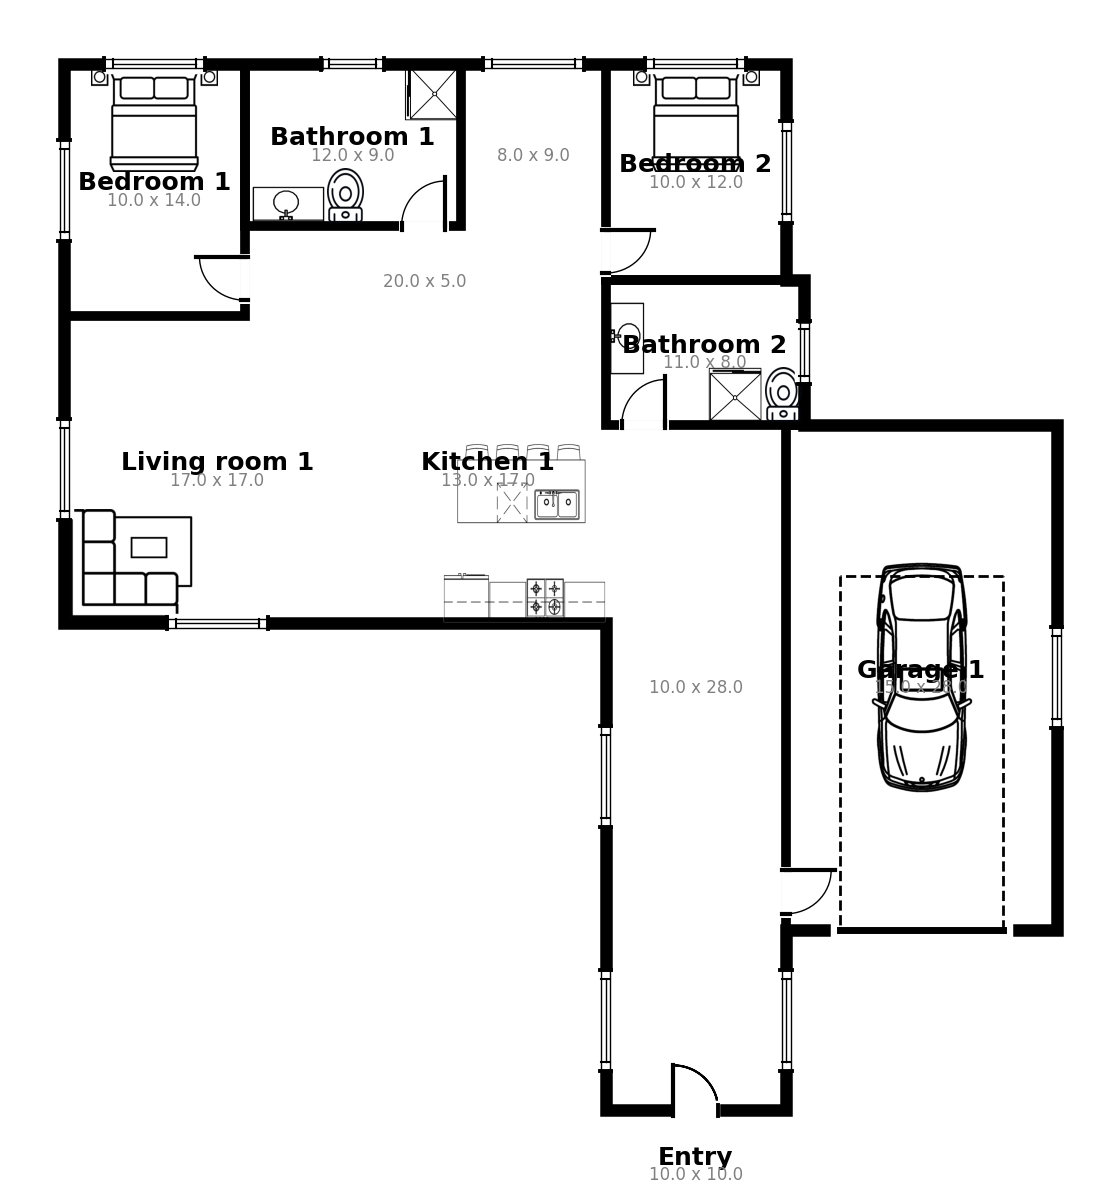 Bathroom 1
12.0 x 9.0
8.0 x 9.0
Bedroom 2
10.0 x 12.0
Bedroom 1
10.0 x 14.0
20.0 x 5.0
Bathroom 2
11.0 x 8.0
Living room 1
17.0 x 17.0
Kitchen 1
13.0 x 17.0
Garage 1
15.0 x 28.0
10.0 x 28.0
Entry
10.0 x 10.0